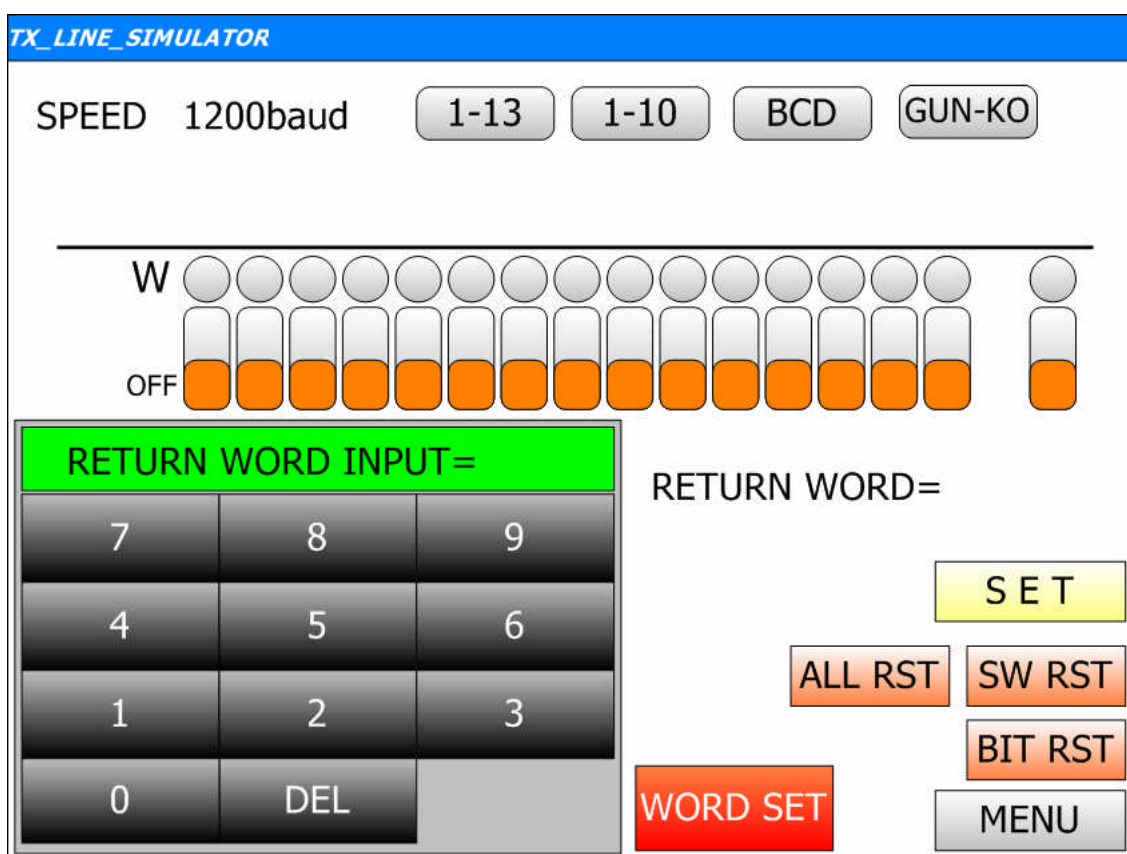 TX_LINE_SIMULATOR
SPEED 1200baud 1-13 1-10 BCD GUN-KO
W
OFF
RETURN WORD INPUT=
RETURN WORD=
7 8 9
4 5 6
1 2 3
0 DEL
S E T
ALL RST SW RST
BIT RST
WORD SET MENU